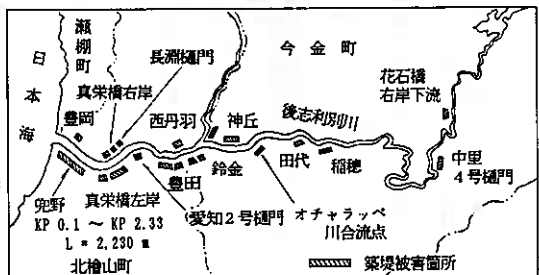 日本海
瀬棚町
長淵樋門
真栄橋右岸
豊岡
西丹羽
神丘
今金町
後志利別川
花石橋
右岸下流
中里
4号樋門
稲穂
田代
鈴金
豊田
オチャラッペ
川合流点
愛知2号樋門
真栄橋左岸
兜野
KP 0.1 ～ KP 2.33
L = 2,230 m
北檜山町
築堤被害箇所